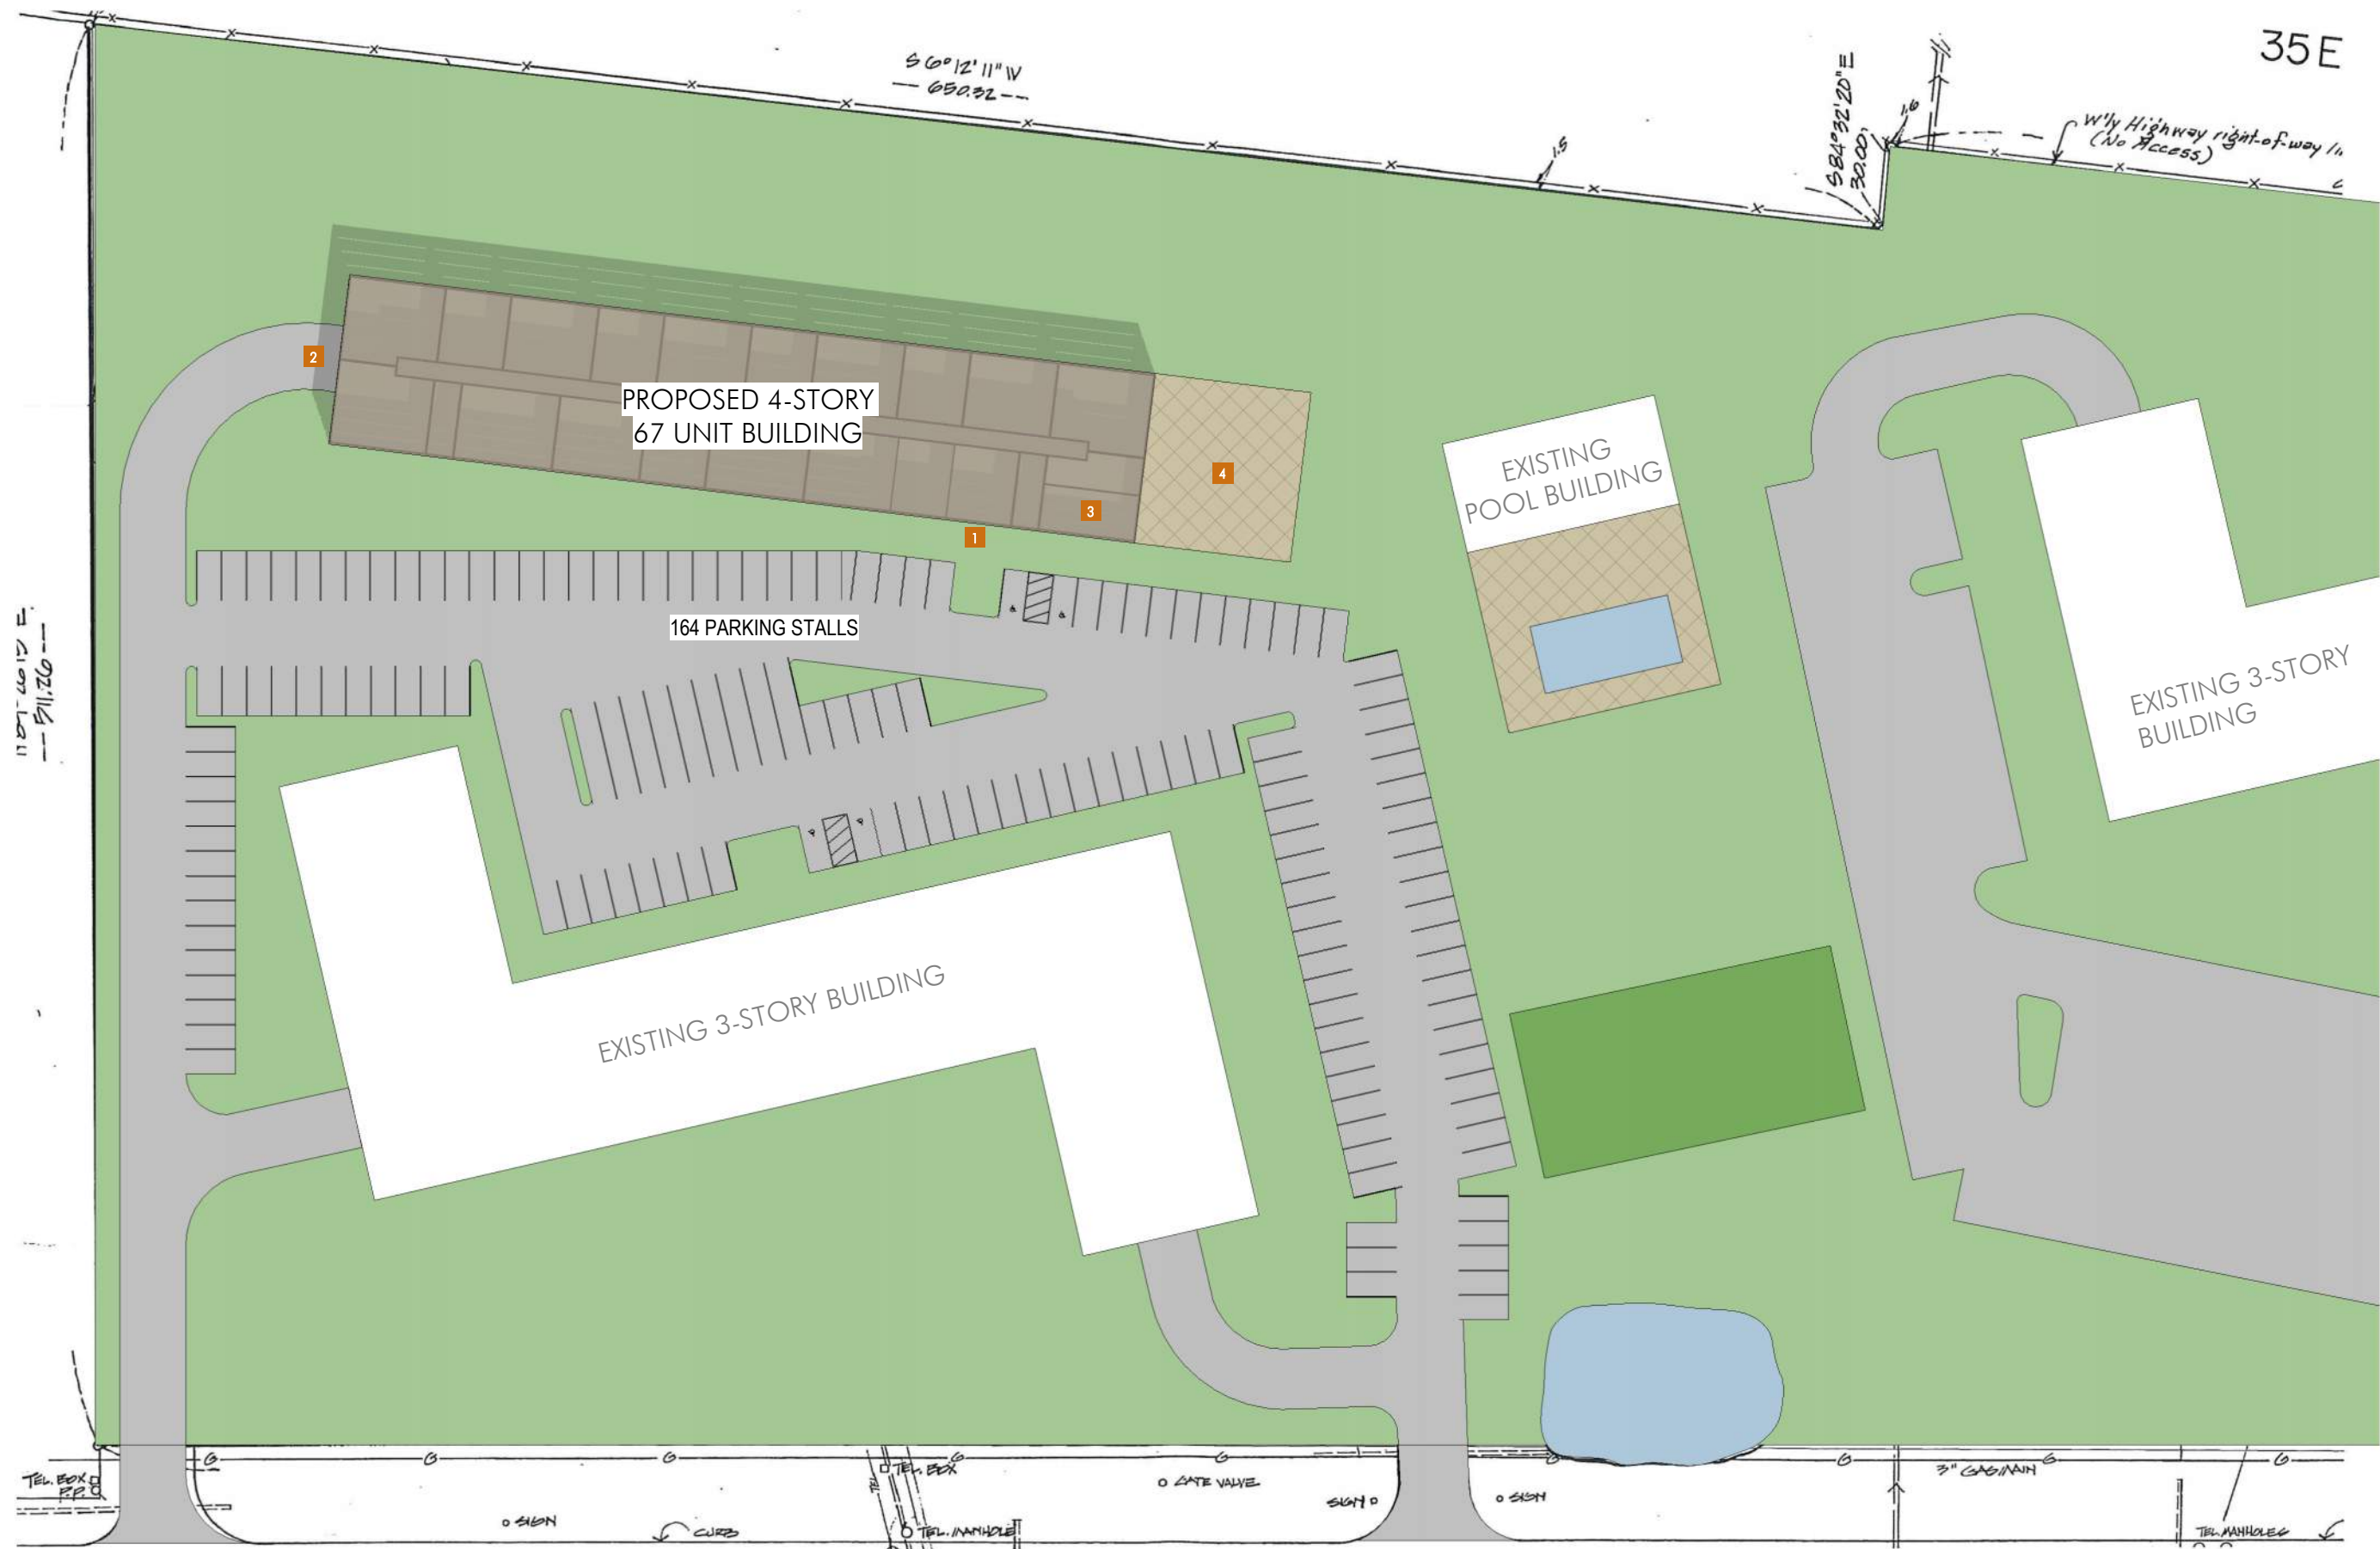 35E
S 6°12'11" W
650.32
S84°32'20"E
30.00
1.6
W'ly Highway right-of-way
(No Access)
1.5
2
PROPOSED 4-STORY
67 UNIT BUILDING
4
3
1
EXISTING
POOL BUILDING
164 PARKING STALLS
511.26
EXISTING 3-STORY
BUILDING
EXISTING 3-STORY BUILDING
G
G
G
G
G
G
G
G
G
TEL. BOX
P.P.
TEL
TEL. BOX
GATE VALVE
3" GAS MAIN
SIGN
SIGN
SIGN
CURB
TEL. MANHOLE
TEL. MANHOLES